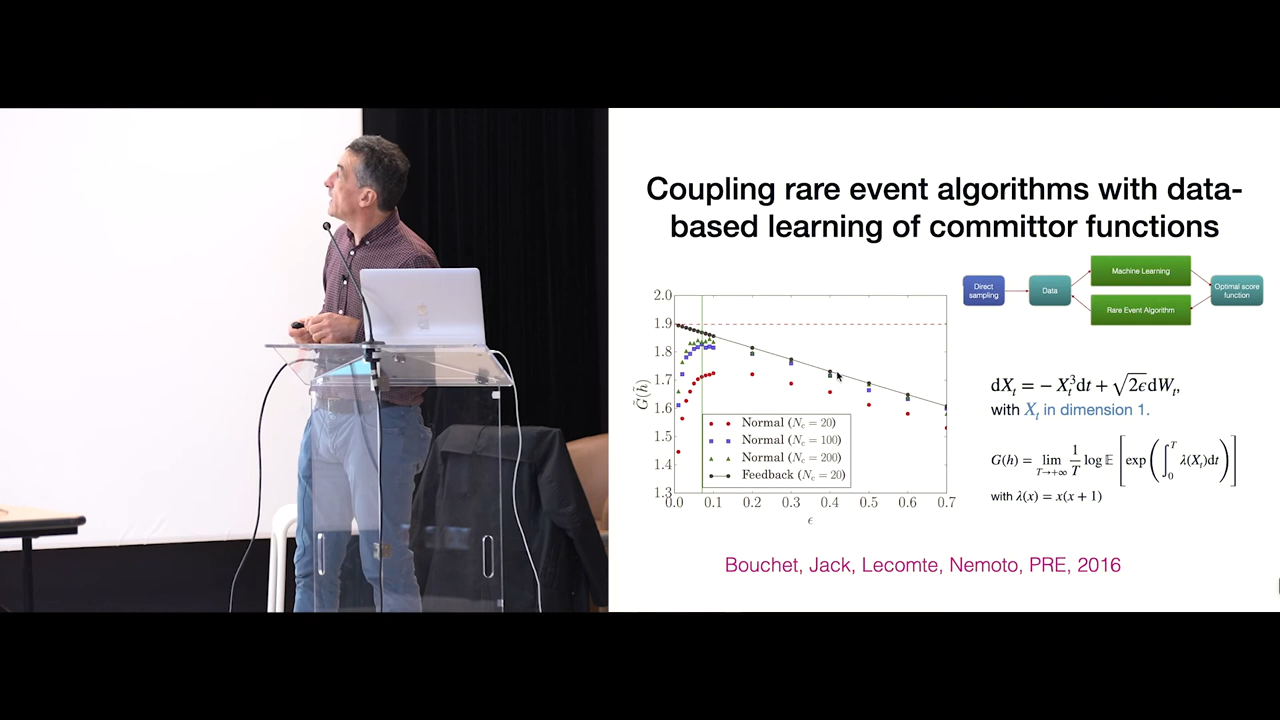 Coupling rare event algorithms with data-
based learning of committor functions
Direct
sampling
Data
Machine Learning
Rare Event Algorithm
Optimal score
function
2.0
1.9
1.8
1.7
1.6
1.5
1.4
1.3
G̃(h̃)
Normal (N_c = 20)
Normal (N_c = 100)
Normal (N_c = 200)
Feedback (N_c = 20)
0.0 0.1 0.2 0.3 0.4 0.5 0.6 0.7
ϵ
dX_t = − X_t^3 dt + √2ϵ dW_t,
with X_t in dimension 1.
G(h) = lim_{T→+∞} 1/T log 𝔼 [exp(∫_0^T λ(X_t)dt)]
with λ(x) = x(x + 1)
Bouchet, Jack, Lecomte, Nemoto, PRE, 2016